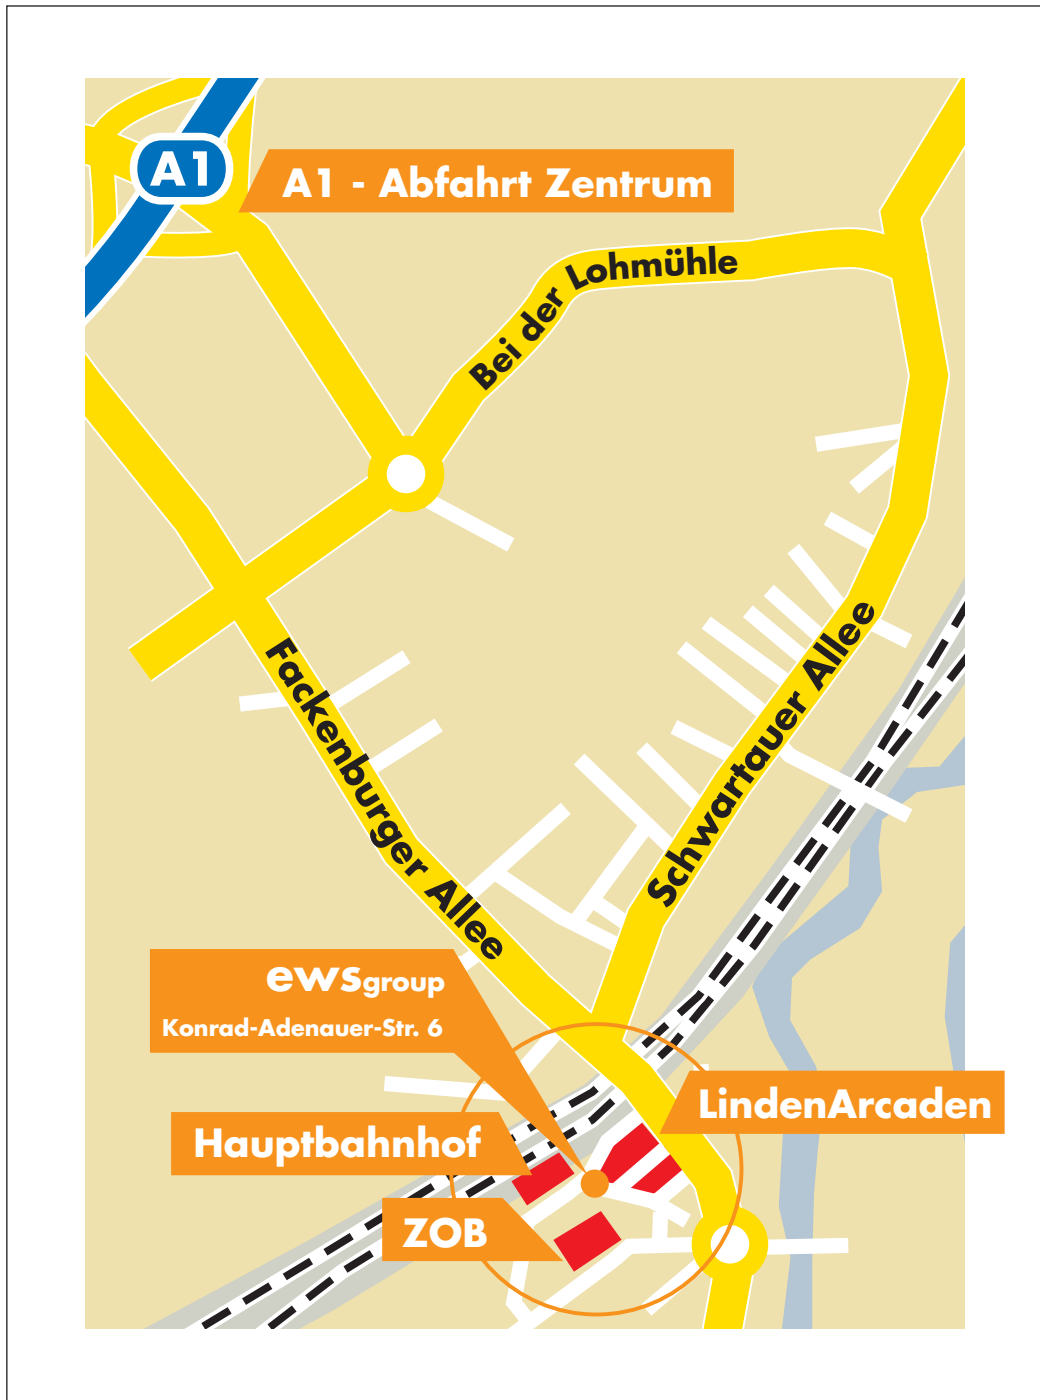 A1
A1 - Abfahrt Zentrum
Bei der Lohmühle
Fackenburger Allee
Schwartauer Allee
ewsgroup
Konrad-Adenauer-Str. 6
LindenArcaden
Hauptbahnhof
ZOB